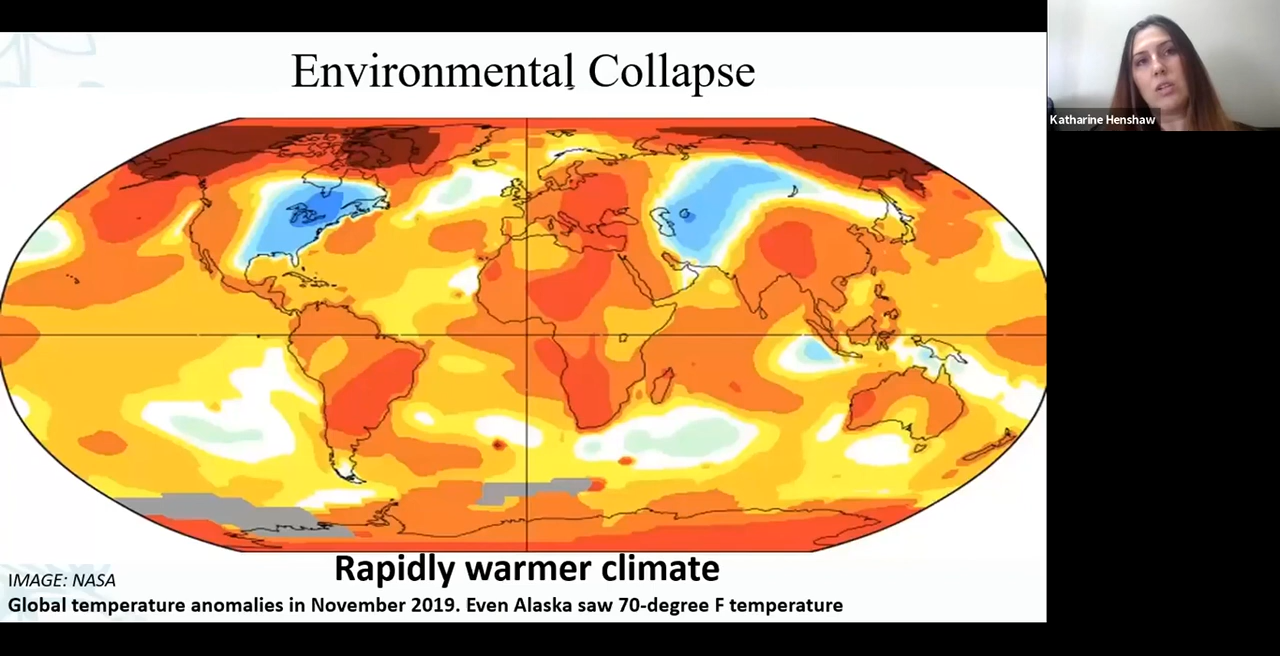 Environmental Collapse
Katharine Henshaw
Rapidly warmer climate
IMAGE: NASA
Global temperature anomalies in November 2019. Even Alaska saw 70-degree F temperature